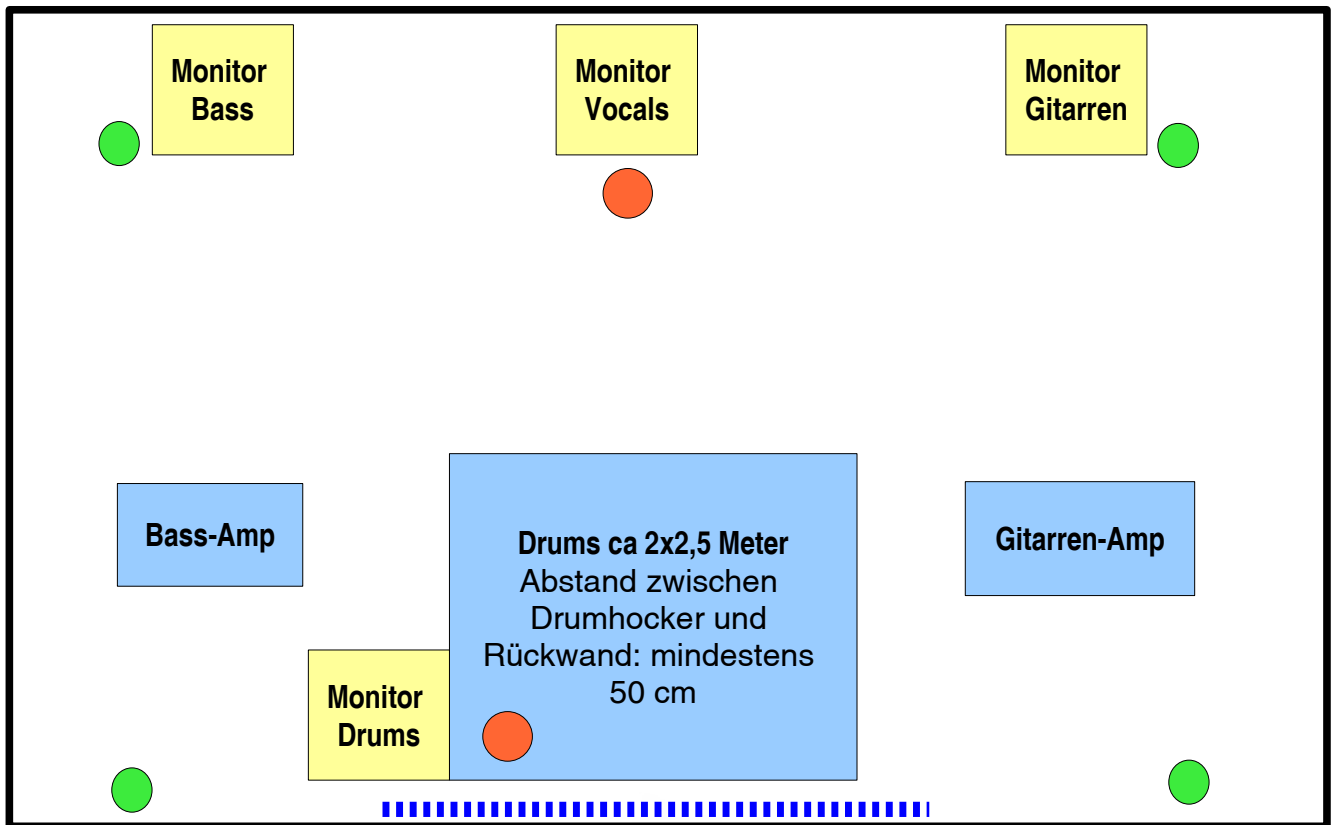 Monitor
Bass
Monitor
Vocals
Monitor
Gitarren
Bass-Amp
Drums ca 2x2,5 Meter
Abstand zwischen
Drumhocker und
Rückwand: mindestens
50 cm
Gitarren-Amp
Monitor
Drums